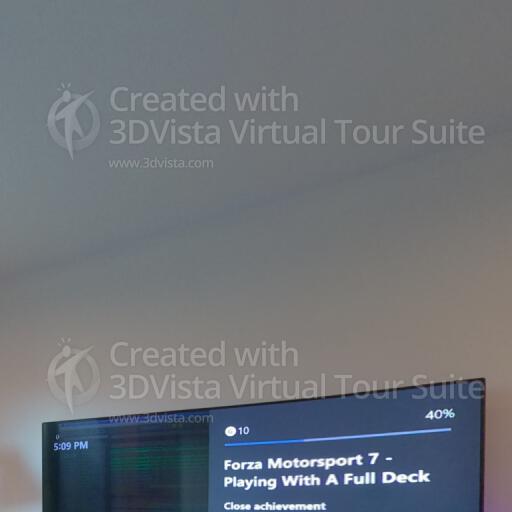 Created with
3DVista Virtual Tour Suite
www.3dvista.com
Created with
3DVista Virtual Tour Suite
www.3dvista.com
40%
G 10
5:09 PM
Forza Motorsport 7 -
Playing With A Full Deck
Close achievement